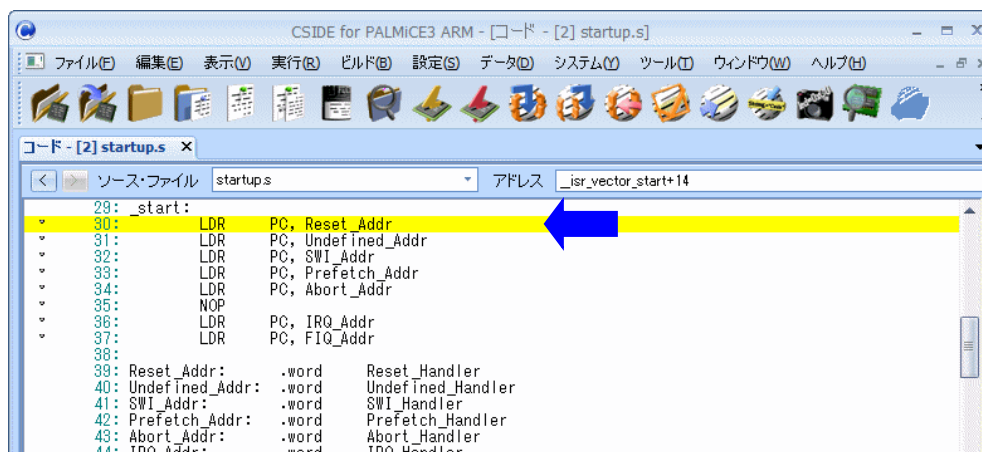 CSIDE for PALMiCE3 ARM - [コード - [2] startup.s]
ファイル(F) 編集(E) 表示(V) 実行(R) ビルド(B) 設定(S) データ(D) システム(Y) ツール(T) ウィンドウ(W) ヘルプ(H)
コード - [2] startup.s X
ソース・ファイル startup.s アドレス __isr_vector_start+14
29: _start:
30: LDR PC, Reset_Addr
31: LDR PC, Undefined_Addr
32: LDR PC, SWI_Addr
33: LDR PC, Prefetch_Addr
34: LDR PC, Abort_Addr
35: NOP
36: LDR PC, IRQ_Addr
37: LDR PC, FIQ_Addr
38:
39: Reset_Addr: .word Reset_Handler
40: Undefined_Addr: .word Undefined_Handler
41: SWI_Addr: .word SWI_Handler
42: Prefetch_Addr: .word Prefetch_Handler
43: Abort_Addr: .word Abort_Handler
44: IRQ_Addr: .word IRQ_Handler